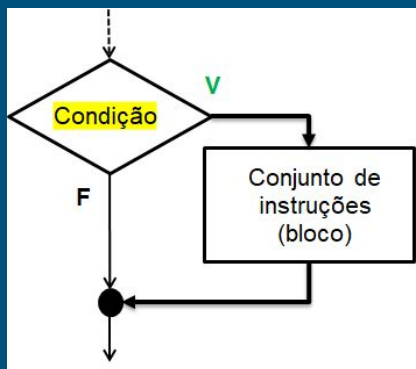 V
Condição
F
Conjunto de
instruções
(bloco)